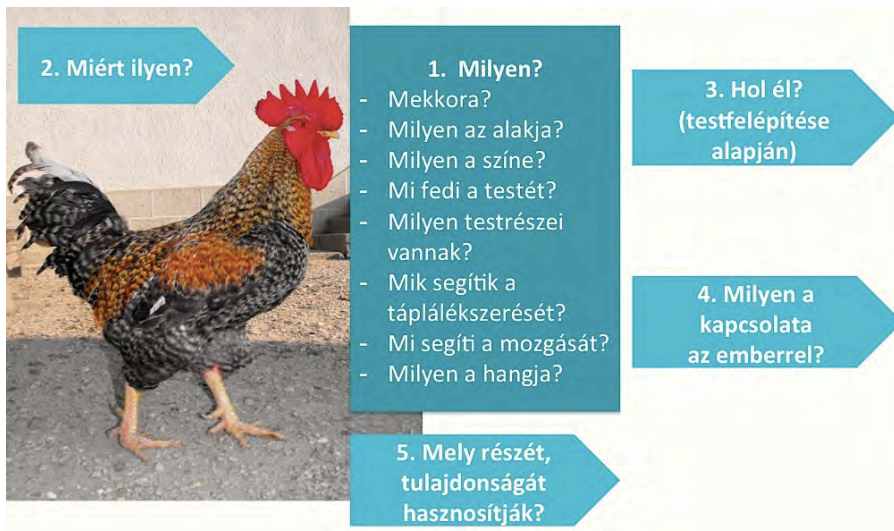 2. Miért ilyen?
1. Milyen?
- Mekkora?
- Milyen az alakja?
- Milyen a színe?
- Mi fedi a testét?
- Milyen testrészei
vannak?
- Mik segítik a
táplálékszerését?
- Mi segíti a mozgását?
- Milyen a hangja?
3. Hol él?
(testfelépítése
alapján)
4. Milyen a
kapcsolata
az emberrel?
5. Mely részét,
tulajdonságát
hasznosítják?